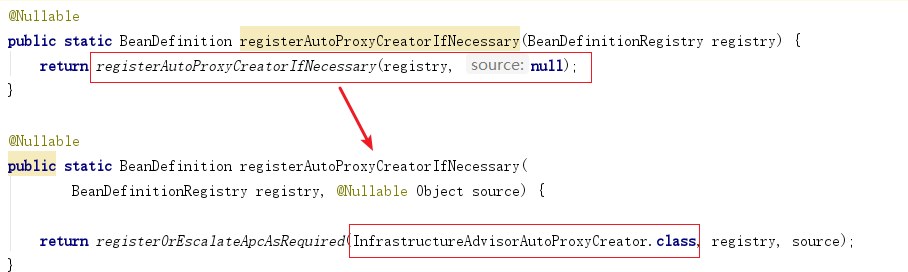 @Nullable
public static BeanDefinition registerAutoProxyCreatorIfNecessary(BeanDefinitionRegistry registry) {
    return registerAutoProxyCreatorIfNecessary(registry, source: null);
}
@Nullable
public static BeanDefinition registerAutoProxyCreatorIfNecessary(
        BeanDefinitionRegistry registry, @Nullable Object source) {
    return registerOrEscalateApcAsRequired(InfrastructureAdvisorAutoProxyCreator.class, registry, source);
}